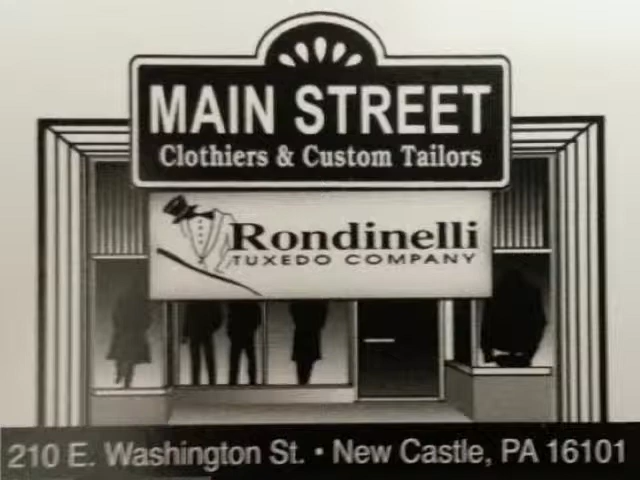 MAIN STREET
Clothiers & Custom Tailors
Rondinelli
TUXEDO COMPANY
210 E. Washington St. • New Castle, PA 16101